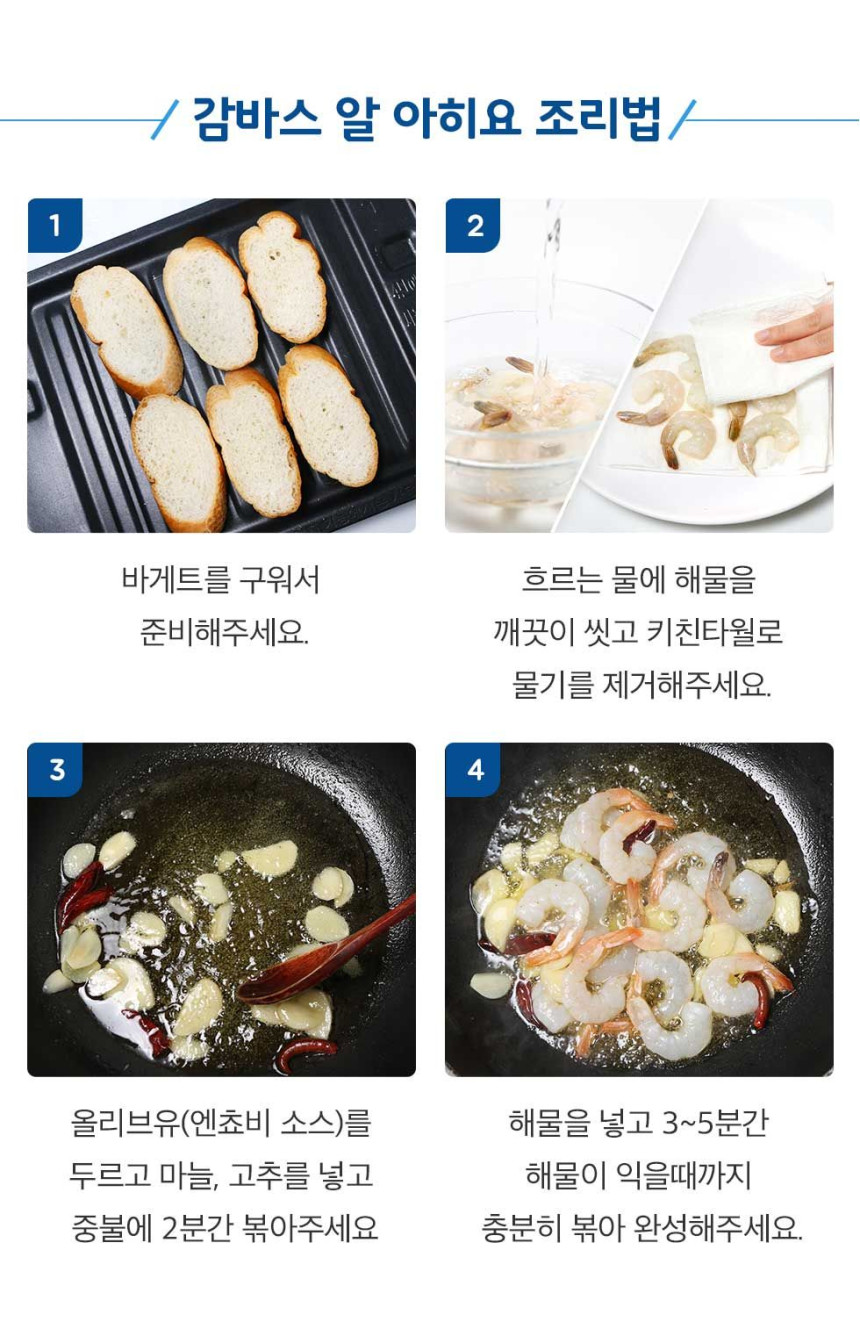 감바스 알 아히요 조리법
1
바게트를 구워서
준비해주세요.
2
흐르는 물에 해물을
깨끗이 씻고 키친타월로
물기를 제거해주세요.
3
올리브유(엔쵸비 소스)를
두르고 마늘, 고추를 넣고
중불에 2분간 볶아주세요
4
해물을 넣고 3~5분간
해물이 익을때까지
충분히 볶아 완성해주세요.